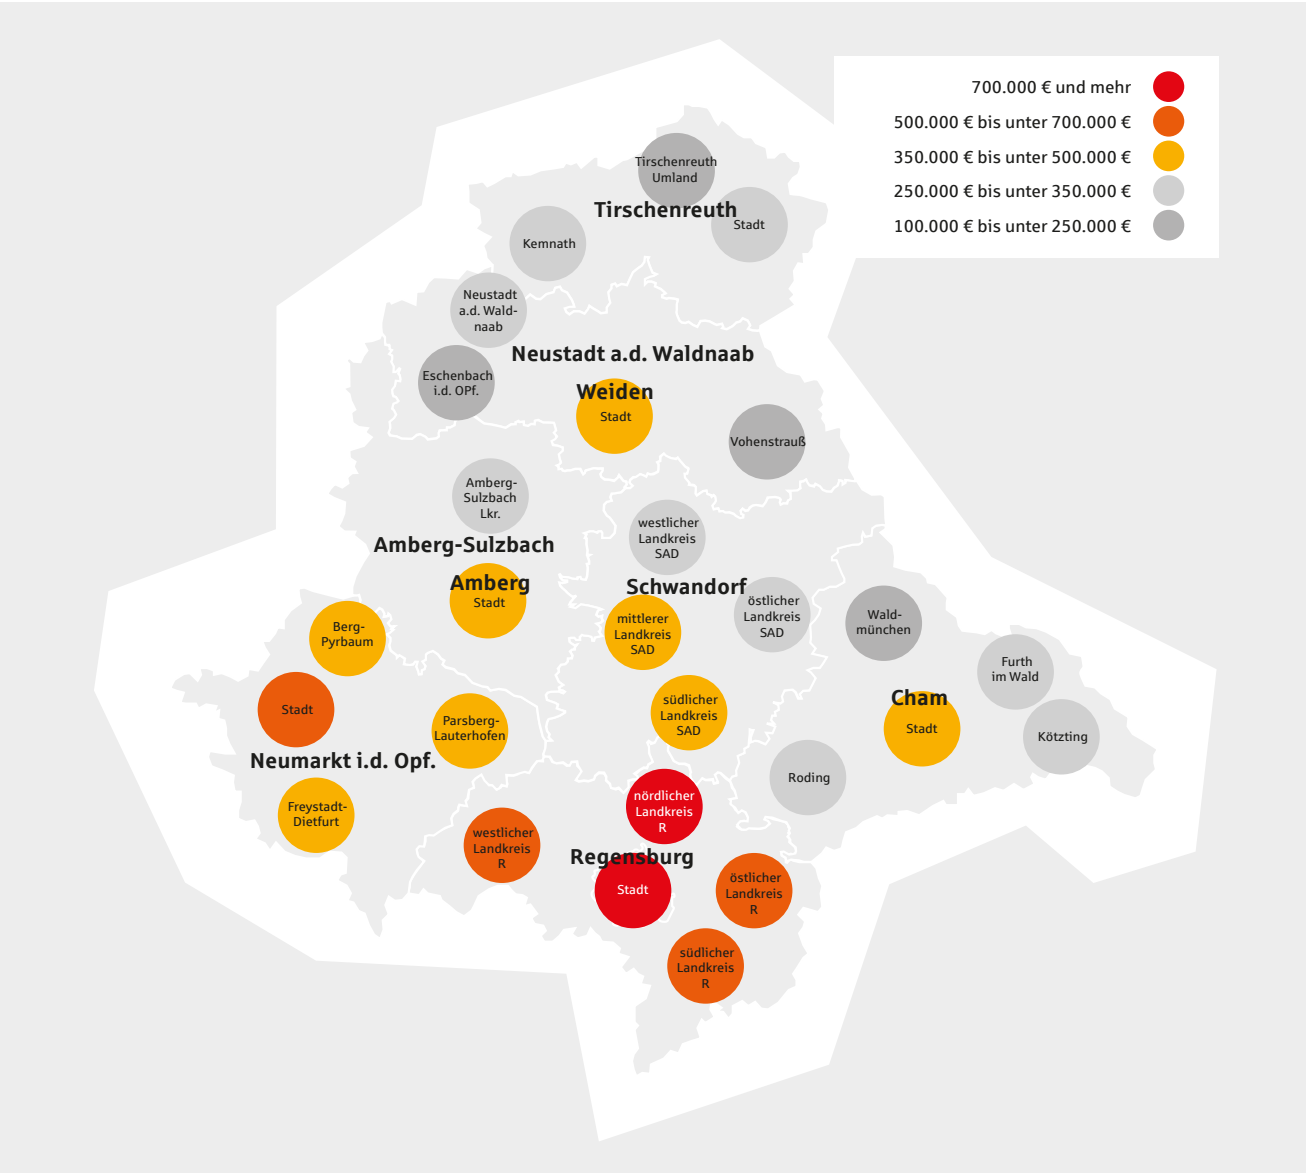 700.000 € und mehr
500.000 € bis unter 700.000 €
350.000 € bis unter 500.000 €
250.000 € bis unter 350.000 €
100.000 € bis unter 250.000 €
Tirschenreuth
Umland
Tirschenreuth
Stadt
Kemnath
Neustadt
a.d. Wald-
naab
Neustadt a.d. Waldnaab
Eschenbach
i.d. OPf.
Weiden
Stadt
Vohenstrauß
Amberg-
Sulzbach
Lkr.
Amberg-Sulzbach
Amberg
Stadt
westlicher
Landkreis
SAD
Schwandorf
mittlerer
Landkreis
SAD
östlicher
Landkreis
SAD
südlicher
Landkreis
SAD
Wald-
münchen
Furth
im Wald
Cham
Stadt
Kötzting
Roding
Berg-
Pyrbaum
Stadt
Parsberg-
Lauterhofen
Neumarkt i.d. Opf.
Freystadt-
Dietfurt
nördlicher
Landkreis
R
westlicher
Landkreis
R
Regensburg
Stadt
östlicher
Landkreis
R
südlicher
Landkreis
R